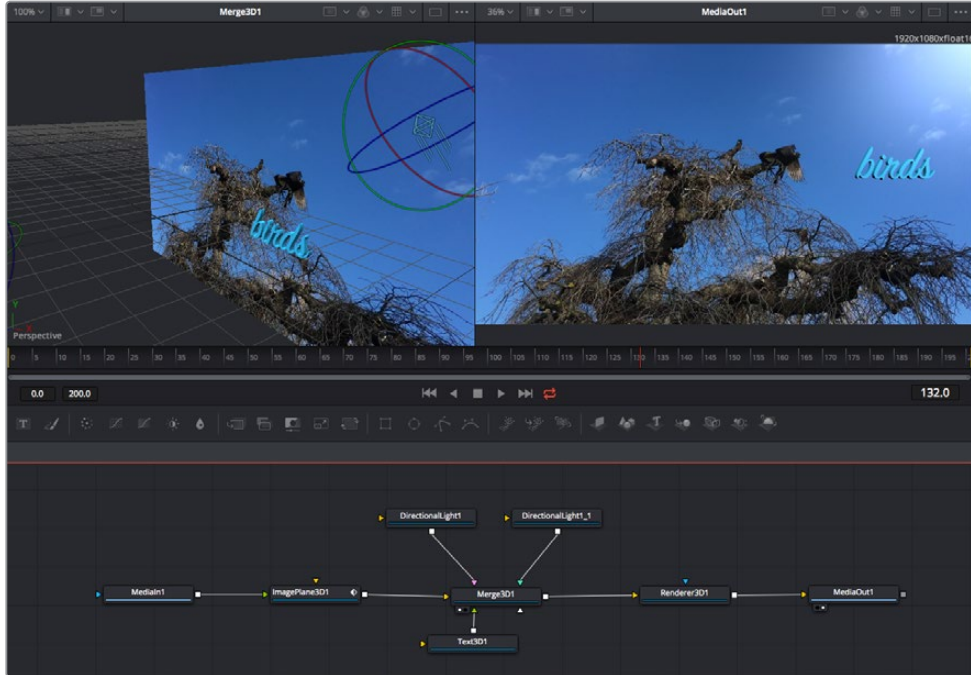 100% Merge3D1
36% MediaOut1
1920x1080xfloat1
birds
birds
Y
X
Perspective
0 5 10 15 20 25 30 35 40 45 50 55 60 65 70 75 80 85 90 95 100 105 110 115 120 125 130 135 140 145 150 155 160 165 170 175 180 185 190 195
0.0 200.0 132.0
T T
DirectionalLight1 DirectionalLight1_1
MediaIn1 ImagePlane3D1 Merge3D1 Renderer3D1 MediaOut1
Text3D1